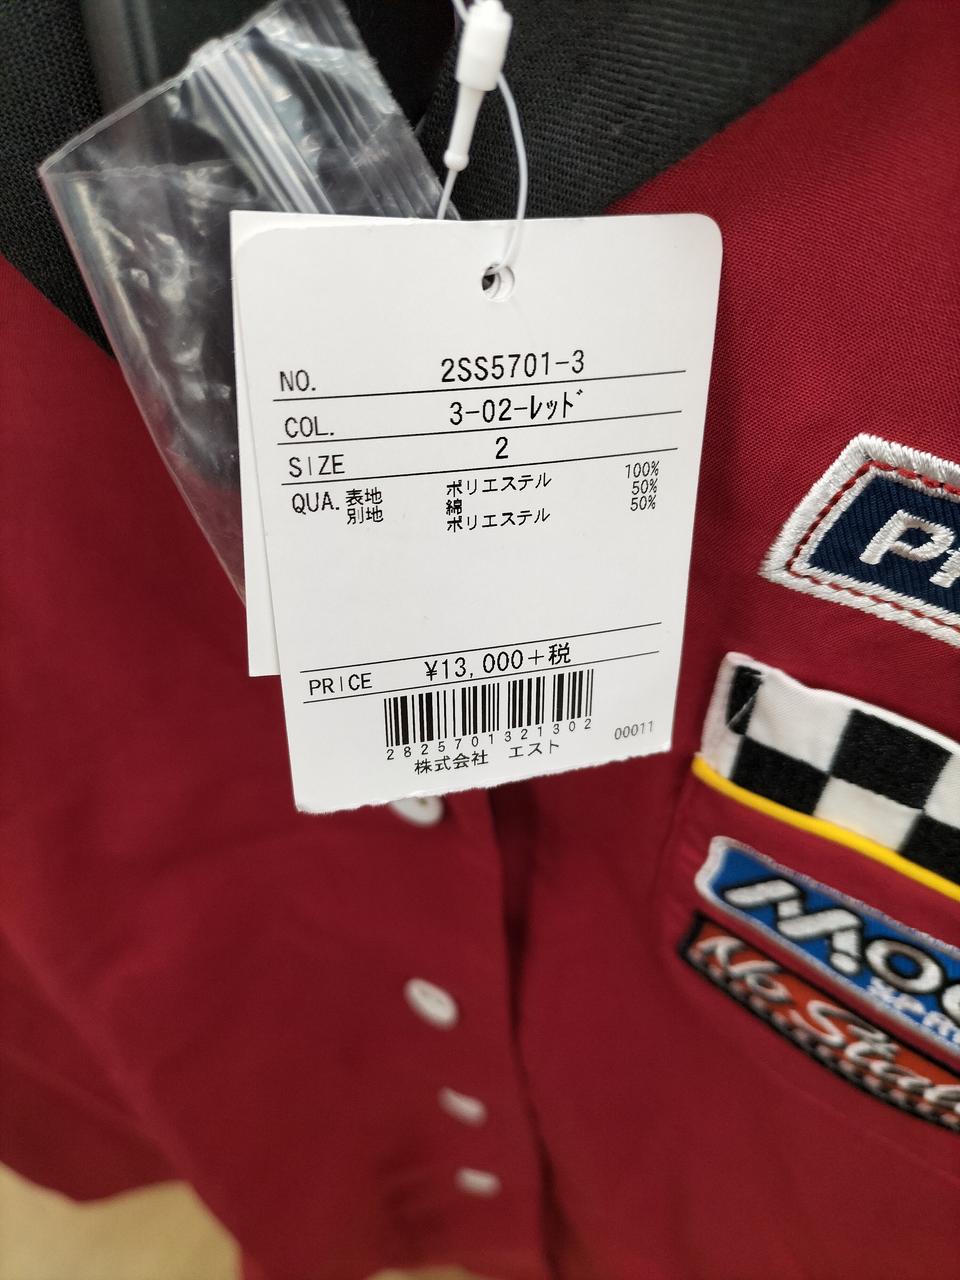 NO. 2SS5701-3
COL. 3-02-ﾚｯﾄﾞ
SIZE 2
QUA. 表地 ポリエステル 100%
別地 綿 50%
ポリエステル 50%
PRICE ¥13,000+税
2825701321302
株式会社 エスト 00011